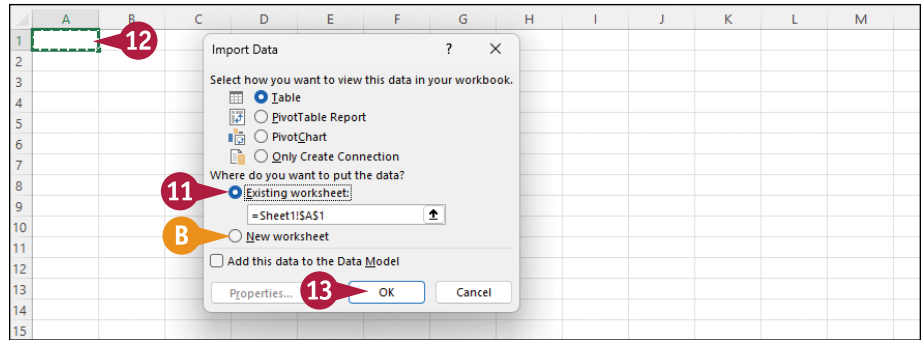 A B C D E F G H I J K L M
1 12
Import Data ? ×
2
3 Select how you want to view this data in your workbook.
4 Table
5 PivotTable Report
6 PivotChart
7 Only Create Connection
Where do you want to put the data?
8 11 Existing worksheet:
9
=Sheet1!$A$1
10
B New worksheet
11
12 Add this data to the Data Model
13 Properties... 13 OK Cancel
14
15